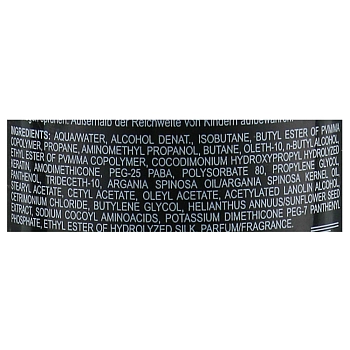 sprühen. Außerhalb der Reichweite von Kindern aufbewahren.
INGREDIENTS: AQUA/WATER, ALCOHOL DENAT., ISOBUTANE, BUTYL ESTER OF PVM/MA
COPOLYMER, PROPANE, AMINOMETHYL PROPANOL, BUTANE, OLETH-10, n-BUTYL ALCOHOL,
ETHYL ESTER OF PVM/MA COPOLYMER, COCODIMONIUM HYDROXYPROPYL HYDROLYZED
KERATIN, AMODIMETHICONE, PEG-25 PABA, POLYSORBATE 80, PROPYLENE GLYCOL,
PANTHENOL, TRIDECETH-10, ARGANIA SPINOSA OIL/ARGANIA SPINOSA KERNEL OIL,
STEARYL ACETATE, CETYL ACETATE, OLEYL ACETATE, ACETYLATED LANOLIN ALCOHOL,
CETRIMONIUM CHLORIDE, BUTYLENE GLYCOL, HELIANTHUS ANNUUS/SUNFLOWER SEED
EXTRACT, SODIUM COCOYL AMINOACIDS, POTASSIUM DIMETHICONE PEG-7 PANTHENYL
PHOSPHATE, ETHYL ESTER OF HYDROLYZED SILK, PARFUM/FRAGRANCE.